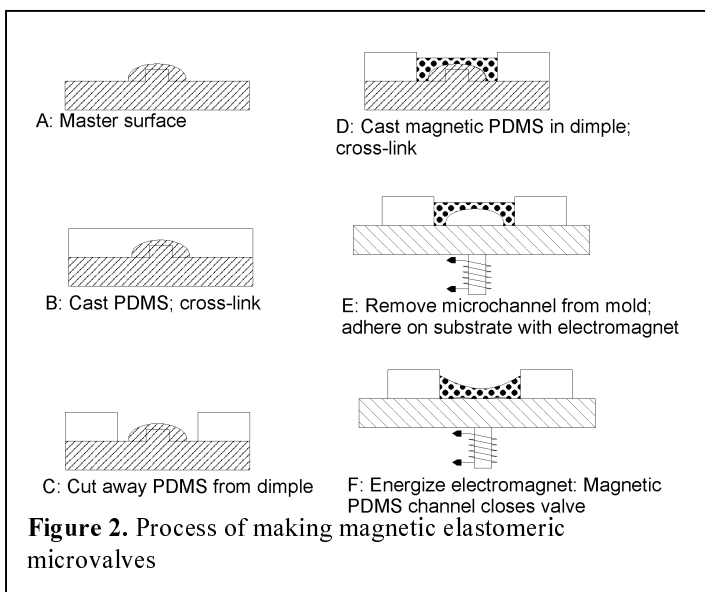 A: Master surface
B: Cast PDMS; cross-link
C: Cut away PDMS from dimple
D: Cast magnetic PDMS in dimple;
cross-link
E: Remove microchannel from mold;
adhere on substrate with electromagnet
F: Energize electromagnet: Magnetic
PDMS channel closes valve
Figure 2. Process of making magnetic elastomeric
microvalves